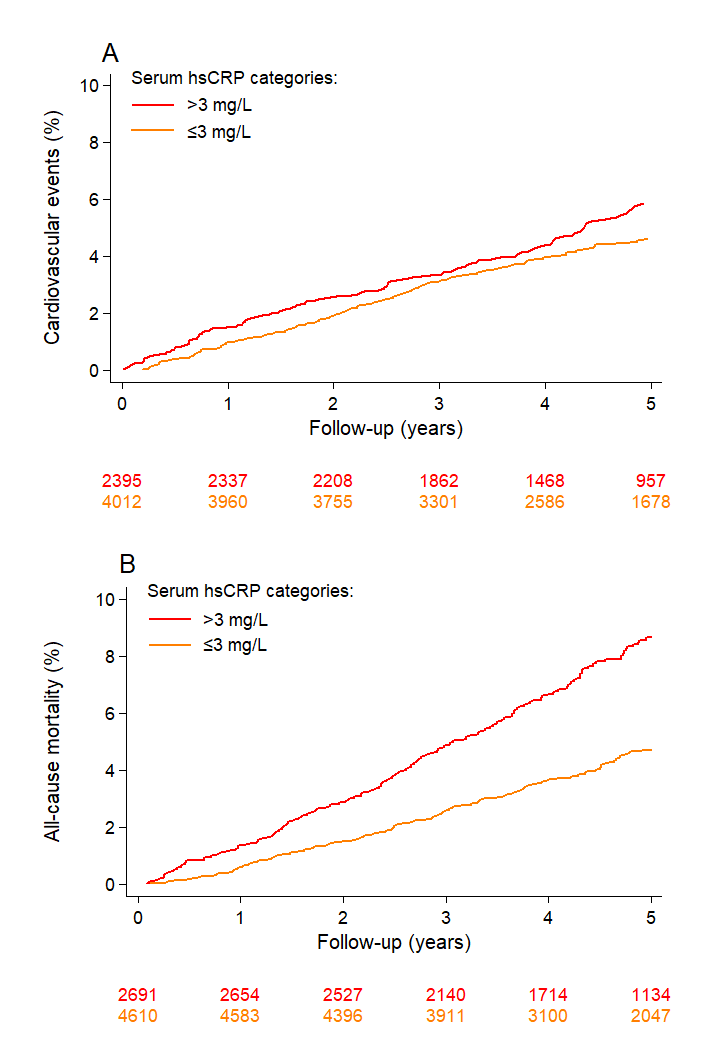 A
Serum hsCRP categories:
>3 mg/L
≤3 mg/L
Cardiovascular events (%)
10
8
6
4
2
0
0 1 2 3 4 5
Follow-up (years)
2395 2337 2208 1862 1468 957
4012 3960 3755 3301 2586 1678
B
Serum hsCRP categories:
>3 mg/L
≤3 mg/L
All-cause mortality (%)
10
8
6
4
2
0
0 1 2 3 4 5
Follow-up (years)
2691 2654 2527 2140 1714 1134
4610 4583 4396 3911 3100 2047